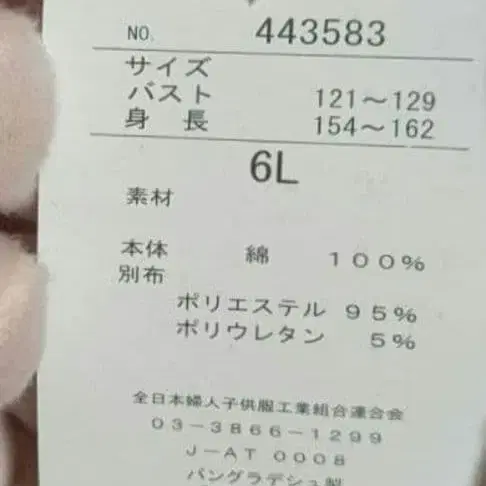 NO. 443583
サイズ
バスト 121～129
身長 154～162
6L
素材
本体 綿 100%
別布
ポリエステル 95%
ポリウレタン 5%
全日本婦人子供服工業組合連合会
03-3866-1299
J-AT 0008
バングラデシュ製